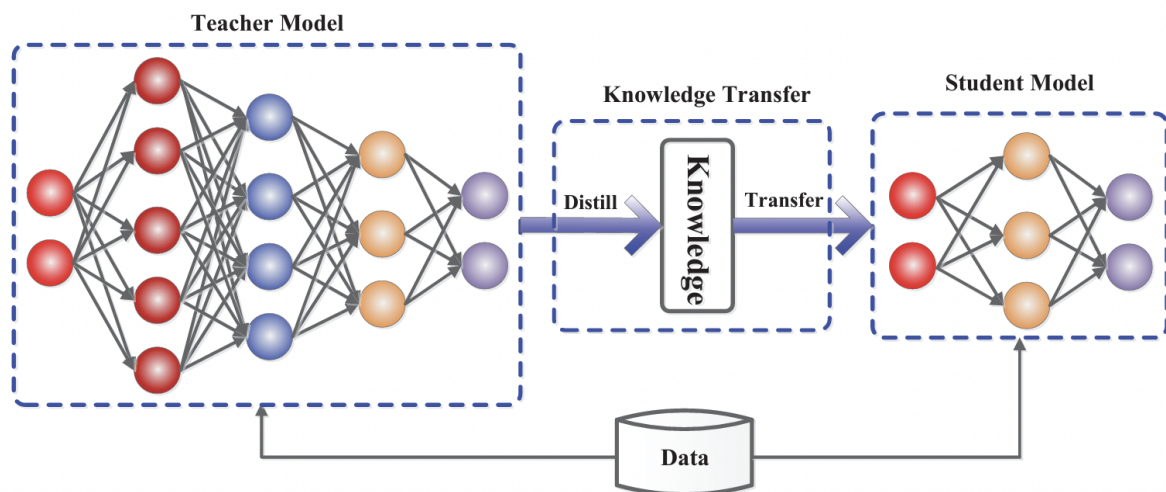 Teacher Model
Knowledge Transfer
Student Model
Distill
Knowledge
Transfer
Data